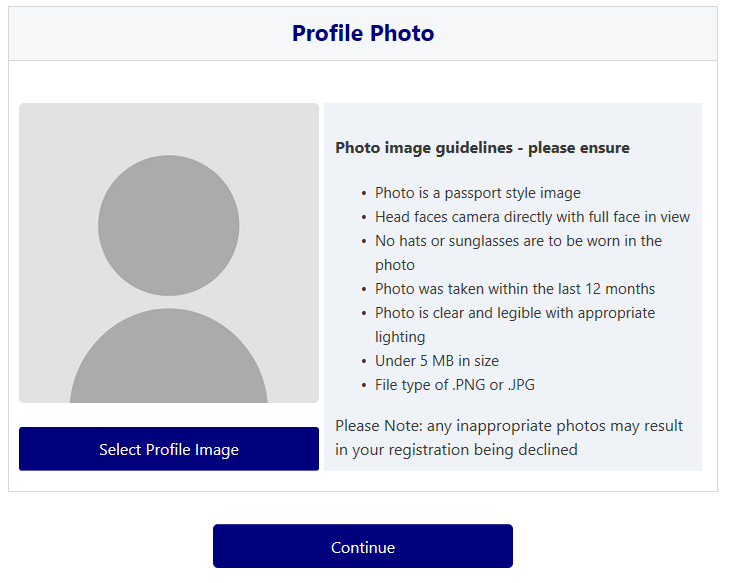 Profile Photo
Photo image guidelines - please ensure
• Photo is a passport style image
• Head faces camera directly with full face in view
• No hats or sunglasses are to be worn in the
photo
• Photo was taken within the last 12 months
• Photo is clear and legible with appropriate
lighting
• Under 5 MB in size
• File type of .PNG or .JPG
Please Note: any inappropriate photos may result
in your registration being declined
Select Profile Image
Continue